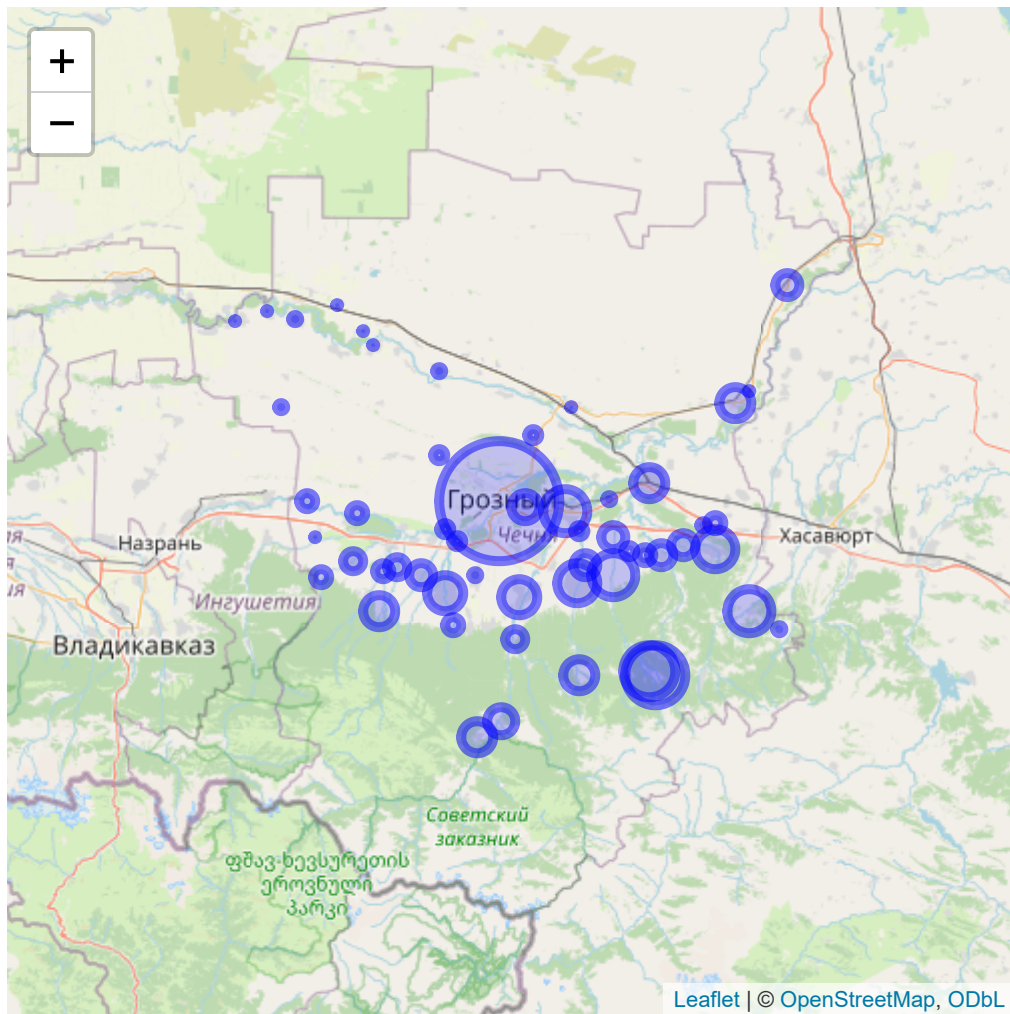 +
−
Грозный
Чечня
Назрань
Хасавюрт
Ингушетия
Владикавказ
Советский
заказник
ფშავ-ხევსურეთის
ეროვნული
პარკი
Leaflet | © OpenStreetMap, ODbL